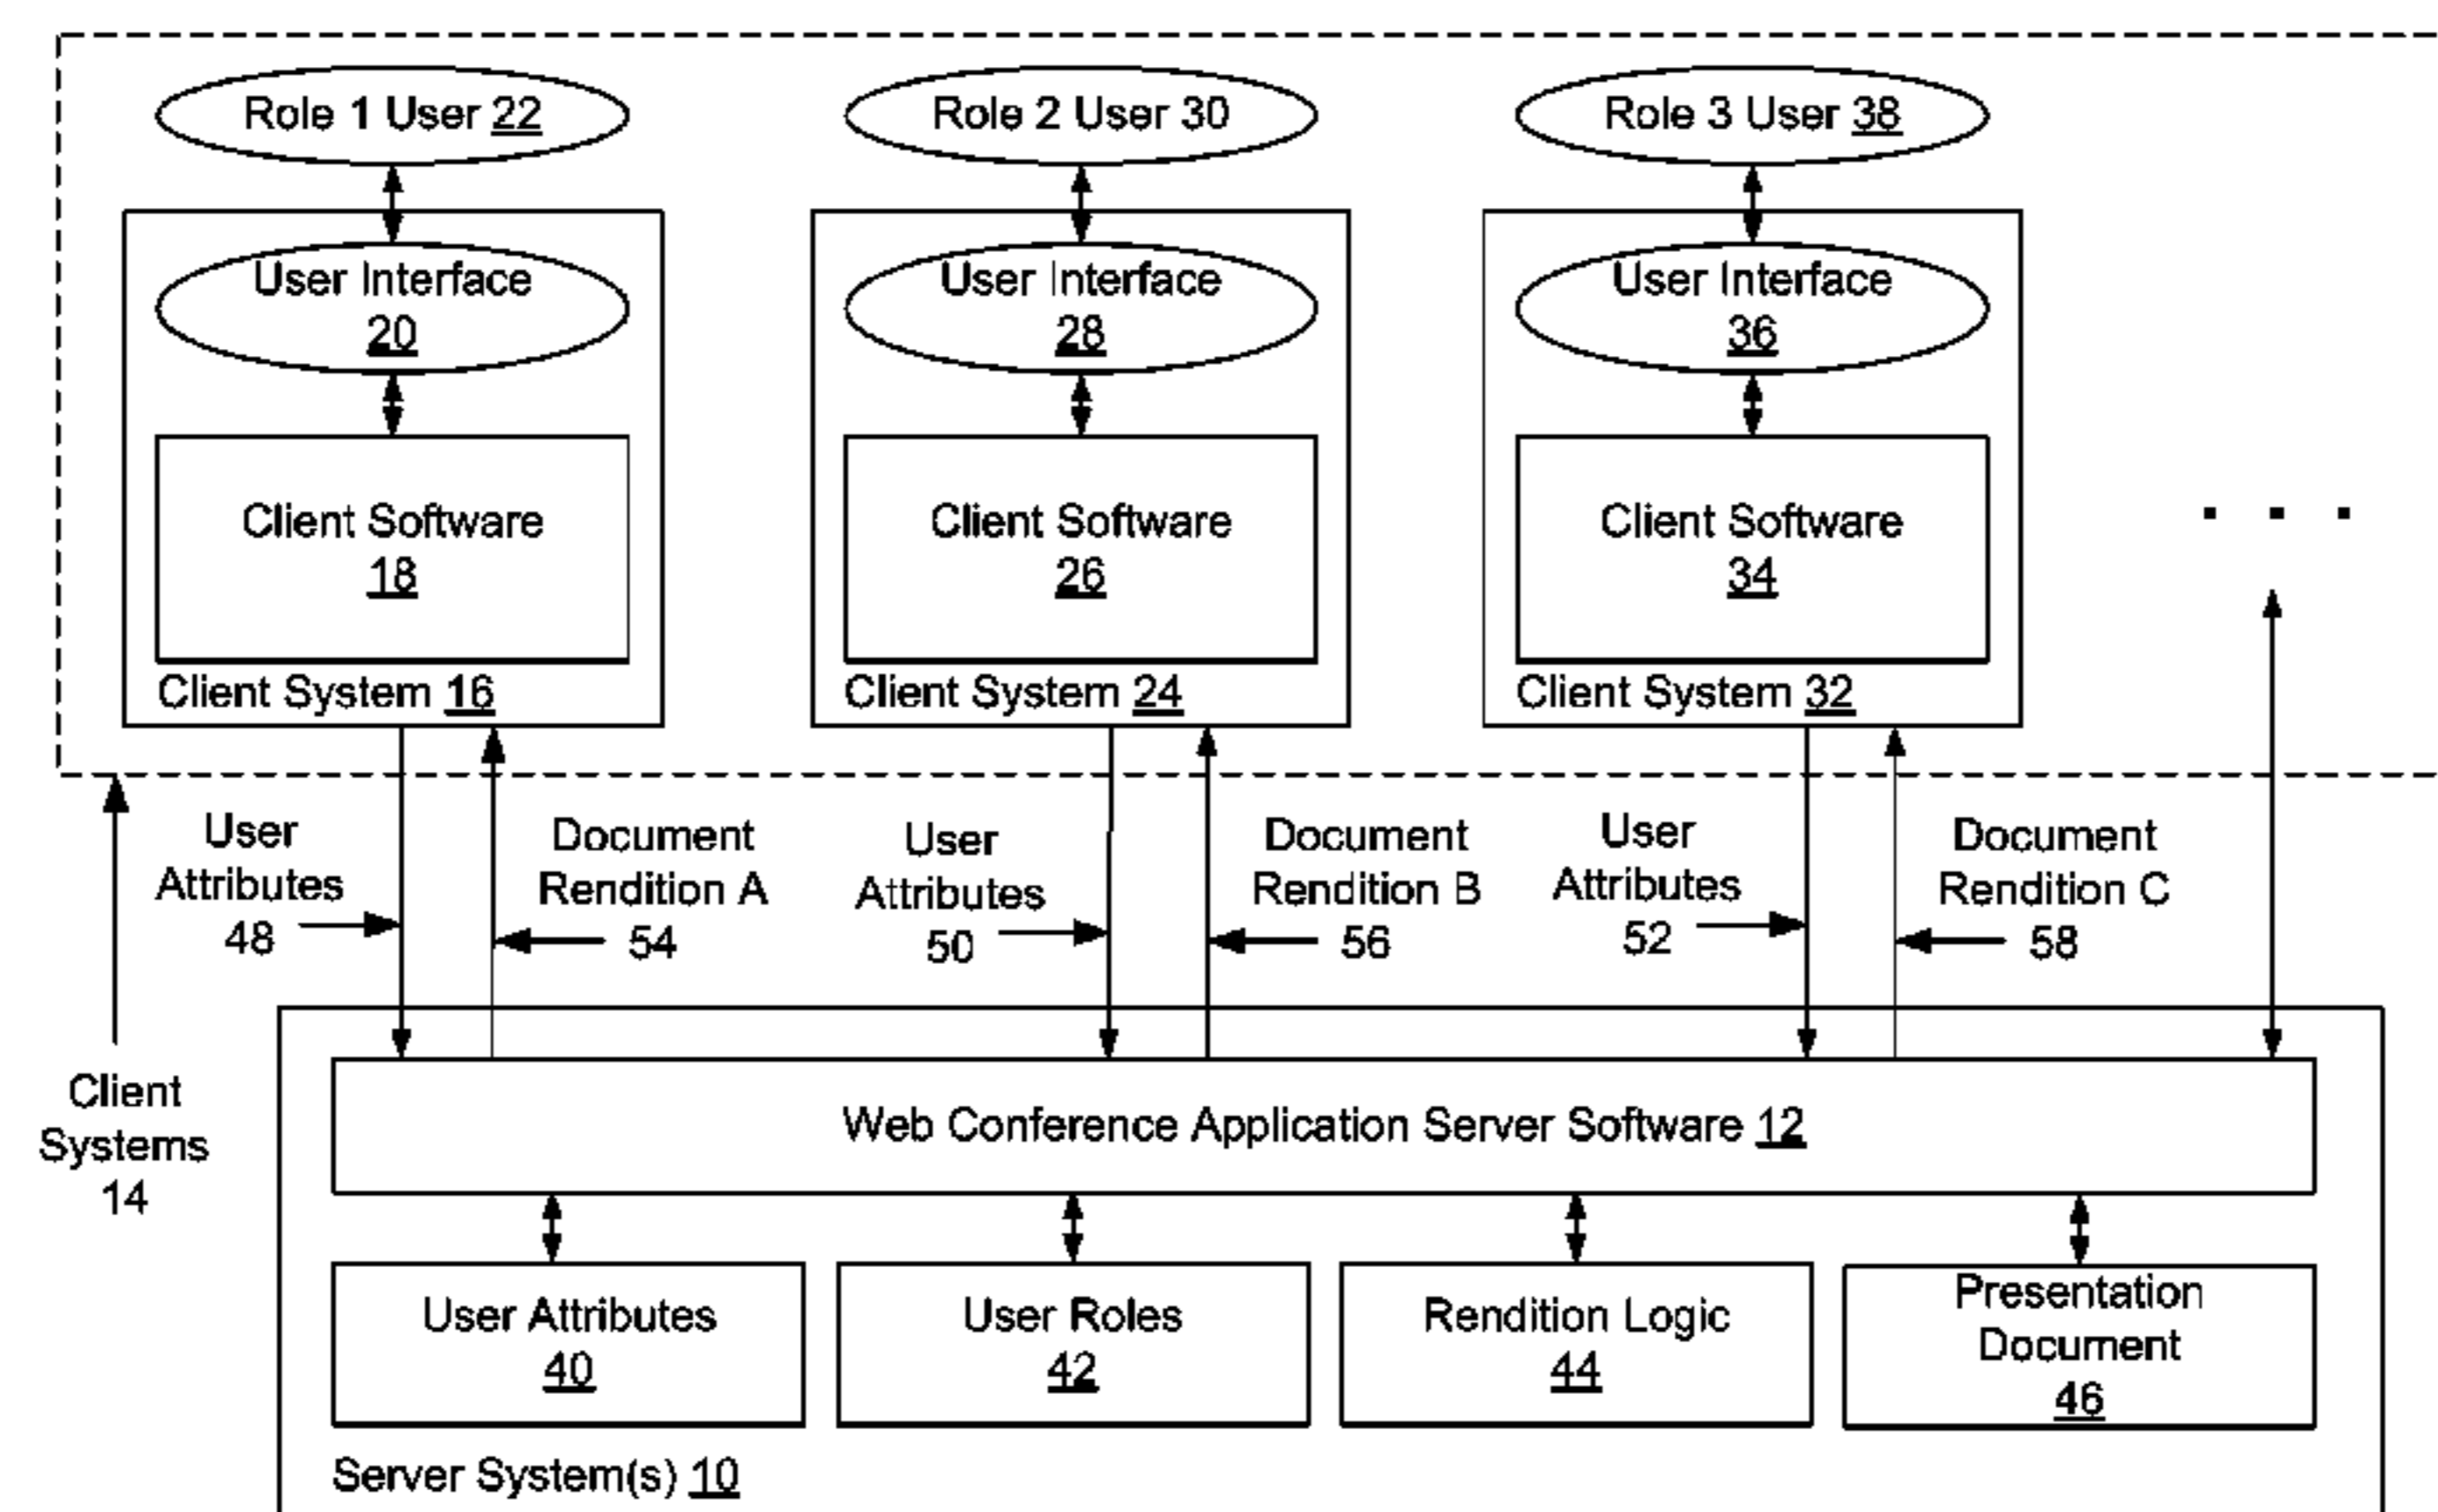 Role 1 User 22
Role 2 User 30
Role 3 User 38
User Interface
20
User Interface
28
User Interface
36
Client Software
18
Client Software
26
Client Software
34
. . .
Client System 16
Client System 24
Client System 32
User
Attributes
48
Document
Rendition A
54
User
Attributes
50
Document
Rendition B
56
User
Attributes
52
Document
Rendition C
58
Client
Systems
14
Web Conference Application Server Software 12
User Attributes
40
User Roles
42
Rendition Logic
44
Presentation
Document
46
Server System(s) 10